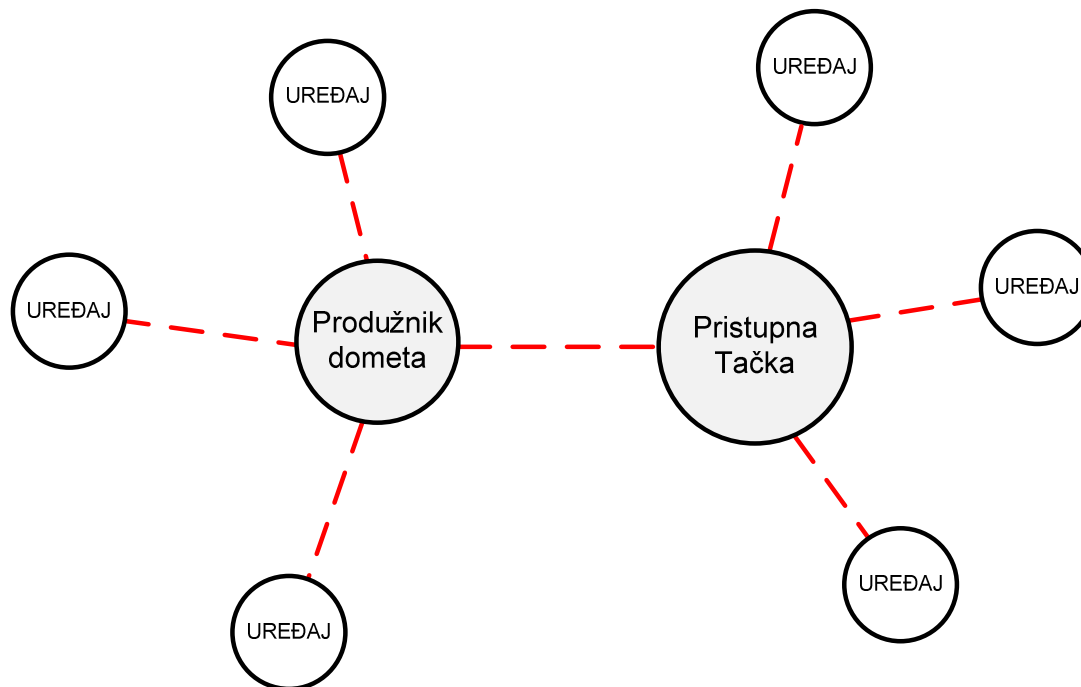 UREĐAJ
UREĐAJ
UREĐAJ
UREĐAJ
Produžnik
dometa
Pristupna
Tačka
UREĐAJ
UREĐAJ